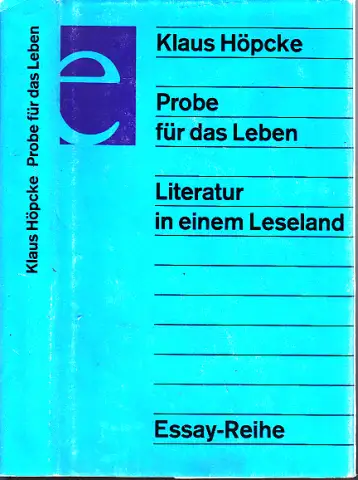 Klaus Höpcke Probe für das Leben
e
Klaus Höpcke
Probe
für das Leben
Literatur
in einem Leseland
Essay-Reihe